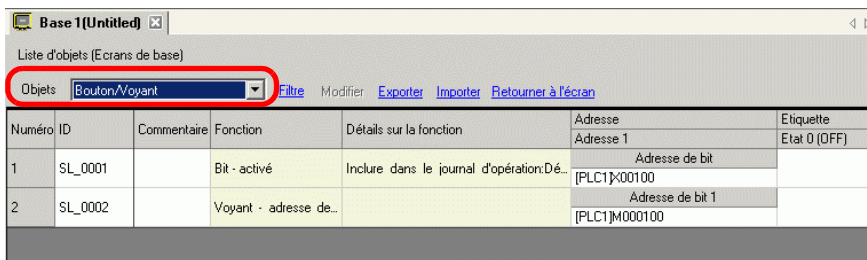 Base 1(Untitled)
Liste d'objets (Ecrans de base)
Objets Bouton/Voyant Filtre Modifier Exporter Importer Retourner à l'écran
Numéro ID Commentaire Fonction Détails sur la fonction Adresse Etiquette
Adresse 1 Etat 0 (OFF)
1 SL_0001 Bit - activé Inclure dans le journal d'opération:Dé... Adresse de bit
[PLC1]X00100
2 SL_0002 Voyant - adresse de... Adresse de bit 1
[PLC1]M000100